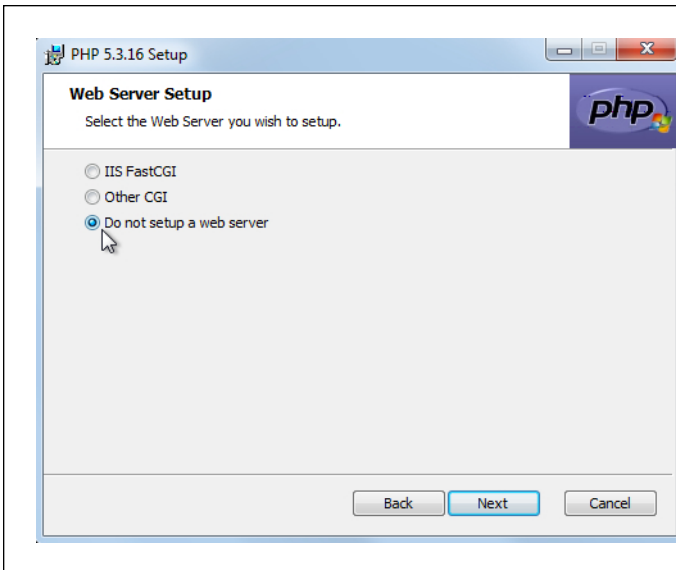 PHP 5.3.16 Setup
Web Server Setup
Select the Web Server you wish to setup.
php
IIS FastCGI
Other CGI
Do not setup a web server
Back Next Cancel